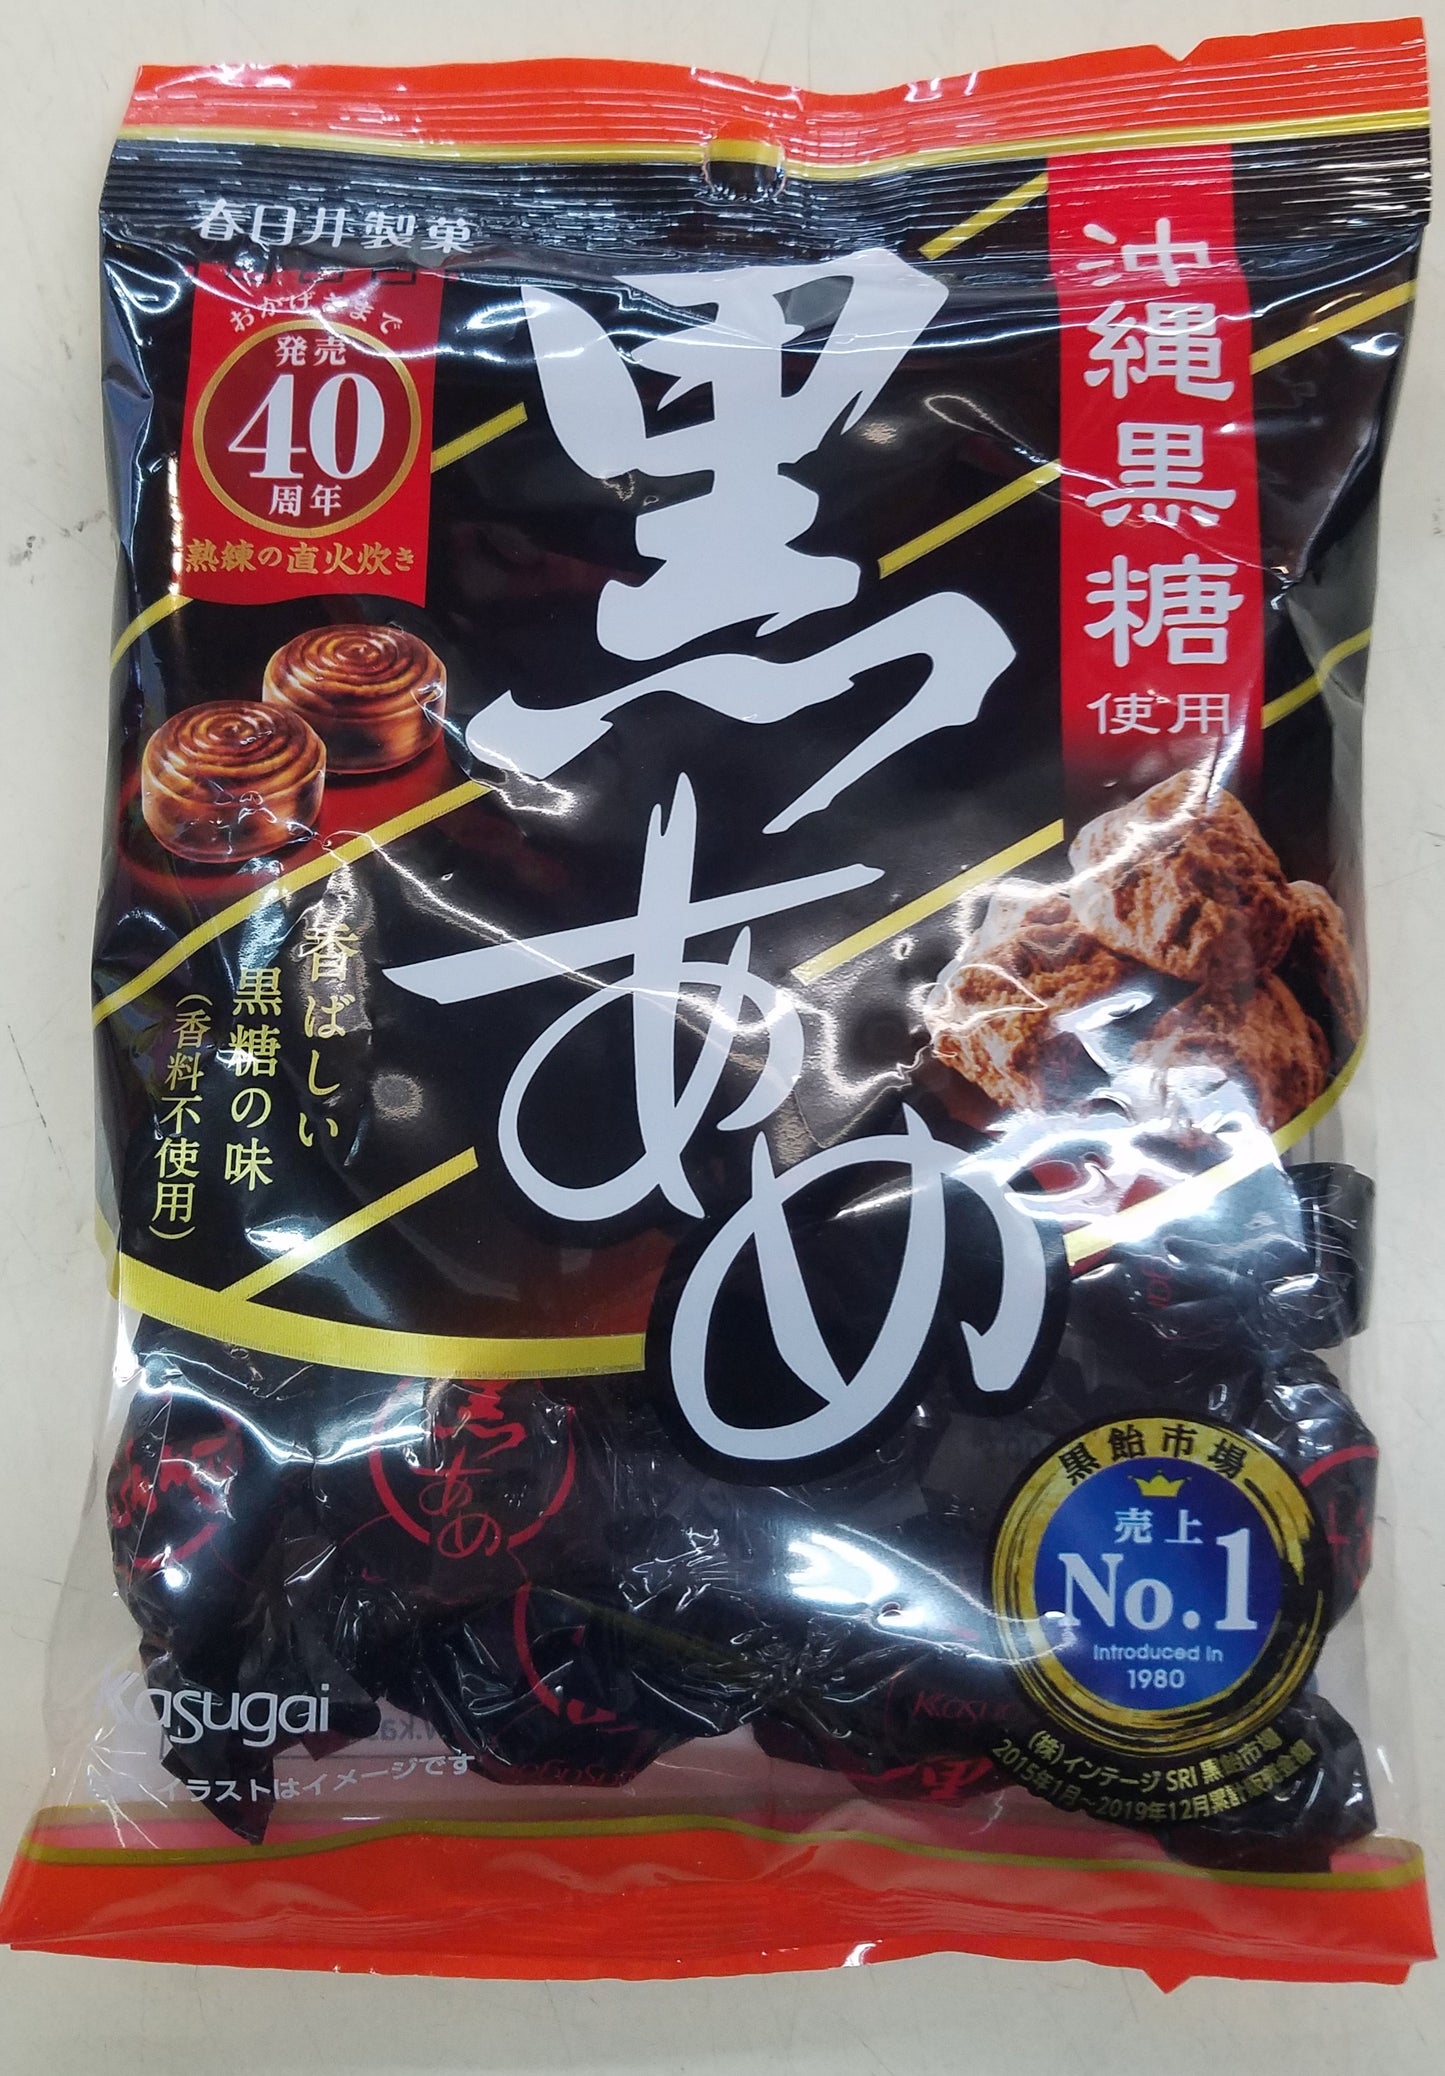 春日井製菓
おかげさまで
発売
40
周年
熟練の直火炊き
黒あめ
沖縄黒糖
使用
香ばしい
黒糖の味
(香料不使用)
黒あめ
黒飴市場
売上
No.1
Introduced in
1980
(株)インテージSRI 黒飴市場
2015年1月~2019年12月累計販売金額
Kasugai
イラストはイメージです